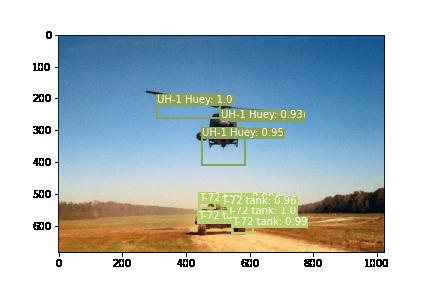 0
100
200
300
400
500
600
UH-1 Huey: 1.0
UH-1 Huey: 0.93
UH-1 Huey: 0.95
T-72 tank: 0.96
T-72 tank: 1.0
T-72
T-72 tank: 0.99
0 200 400 600 800 1000